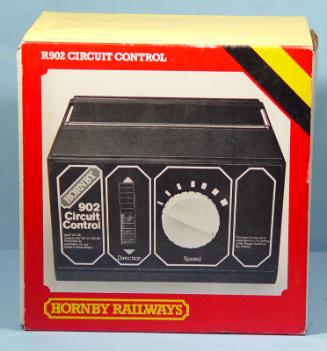 R902 CIRCUIT CONTROL
HORNBY
902
Circuit
Control
Direction
Speed
HORNBY RAILWAYS